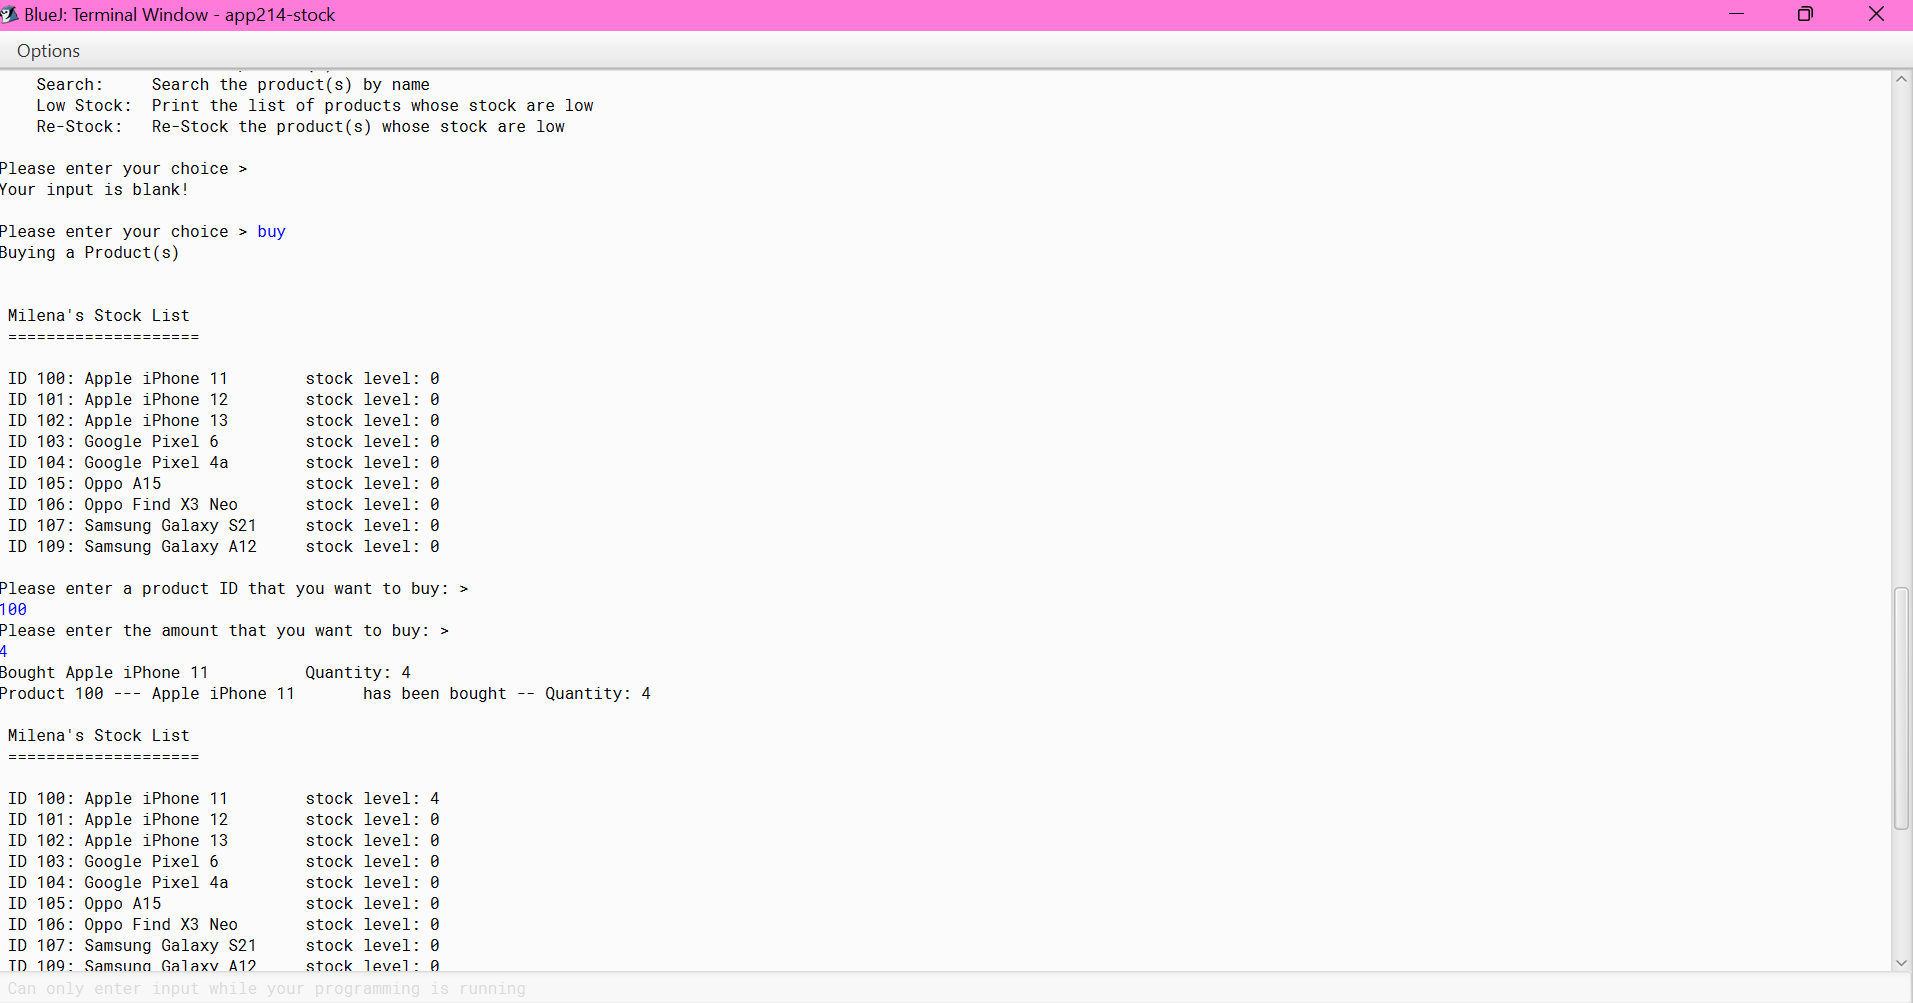 BlueJ: Terminal Window - app214-stock
Options
Search: Search the product(s) by name
Low Stock: Print the list of products whose stock are low
Re-Stock: Re-Stock the product(s) whose stock are low
Please enter your choice >
Your input is blank!
Please enter your choice > buy
Buying a Product(s)
Milena's Stock List
====================
ID 100: Apple iPhone 11 stock level: 0
ID 101: Apple iPhone 12 stock level: 0
ID 102: Apple iPhone 13 stock level: 0
ID 103: Google Pixel 6 stock level: 0
ID 104: Google Pixel 4a stock level: 0
ID 105: Oppo A15 stock level: 0
ID 106: Oppo Find X3 Neo stock level: 0
ID 107: Samsung Galaxy S21 stock level: 0
ID 109: Samsung Galaxy A12 stock level: 0
Please enter a product ID that you want to buy: >
100
Please enter the amount that you want to buy: >
4
Bought Apple iPhone 11 Quantity: 4
Product 100 --- Apple iPhone 11 has been bought -- Quantity: 4
Milena's Stock List
====================
ID 100: Apple iPhone 11 stock level: 4
ID 101: Apple iPhone 12 stock level: 0
ID 102: Apple iPhone 13 stock level: 0
ID 103: Google Pixel 6 stock level: 0
ID 104: Google Pixel 4a stock level: 0
ID 105: Oppo A15 stock level: 0
ID 106: Oppo Find X3 Neo stock level: 0
ID 107: Samsung Galaxy S21 stock level: 0
ID 109: Samsung Galaxy A12 stock level: 0
Can only enter input while your programming is running